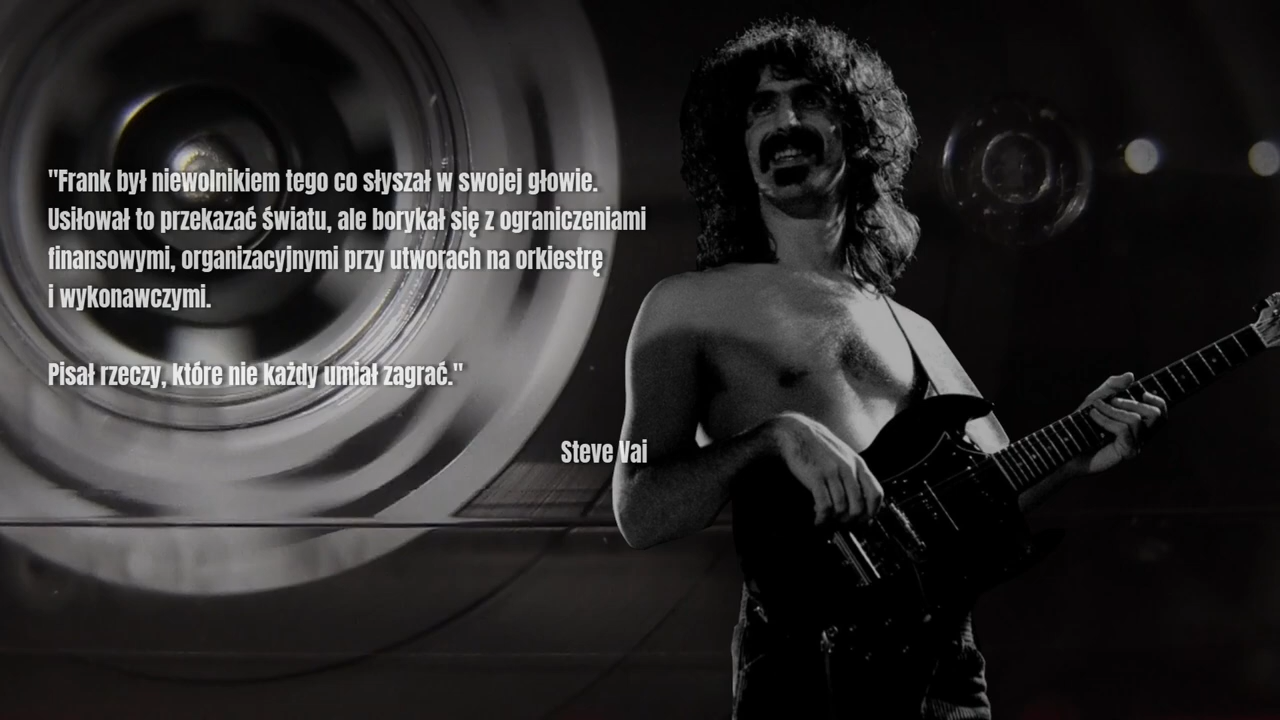 "Frank był niewolnikiem tego co słyszał w swojej głowie.
Usiłował to przekazać światu, ale borykał się z ograniczeniami
finansowymi, organizacyjnymi przy utworach na orkiestrę
i wykonawczymi.
Pisał rzeczy, które nie każdy umiał zagrać."
Steve Vai